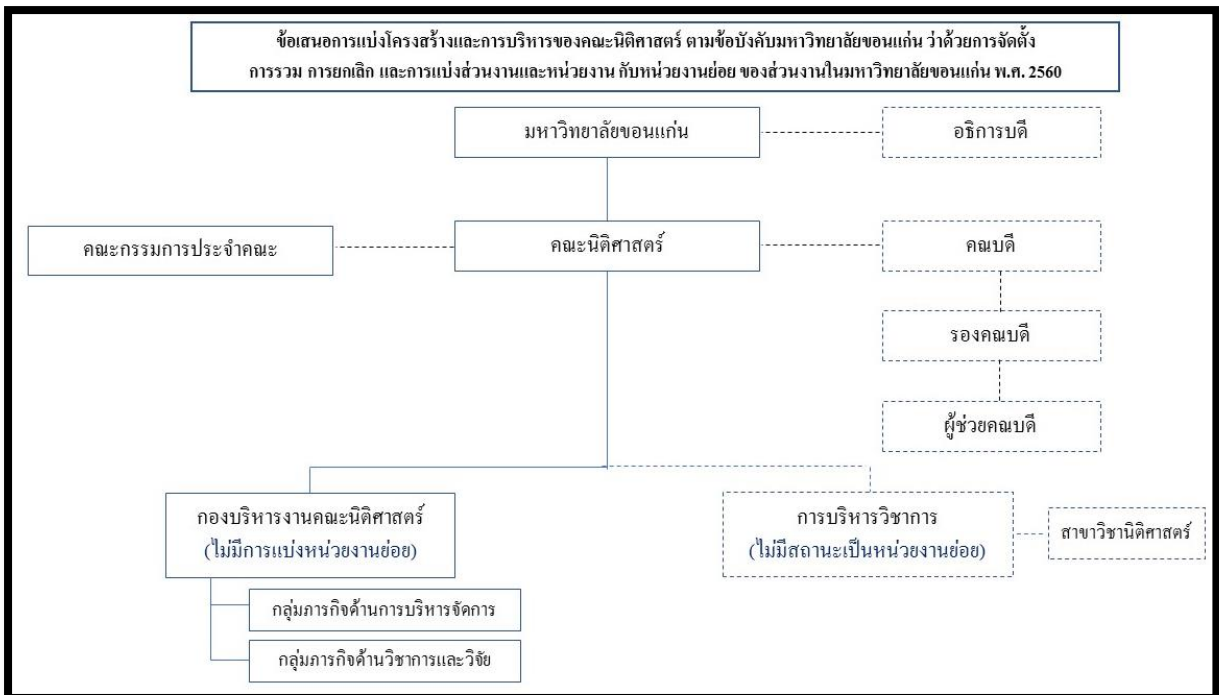 ข้อเสนอการแบ่งโครงสร้างและการบริหารของคณะนิติศาสตร์ ตามข้อบังคับมหาวิทยาลัยขอนแก่น ว่าด้วยการจัดตั้ง
การรวม การยกเลิก และการแบ่งส่วนงานและหน่วยงาน กับหน่วยงานย่อย ของส่วนงานในมหาวิทยาลัยขอนแก่น พ.ศ. 2560
มหาวิทยาลัยขอนแก่น
อธิการบดี
คณะกรรมการประจำคณะ
คณะนิติศาสตร์
คณบดี
รองคณบดี
ผู้ช่วยคณบดี
กองบริหารงานคณะนิติศาสตร์
(ไม่มีการแบ่งหน่วยงานย่อย)
การบริหารวิชาการ
(ไม่มีสถานะเป็นหน่วยงานย่อย)
สาขาวิชานิติศาสตร์
กลุ่มภารกิจด้านการบริหารจัดการ
กลุ่มภารกิจด้านวิชาการและวิจัย